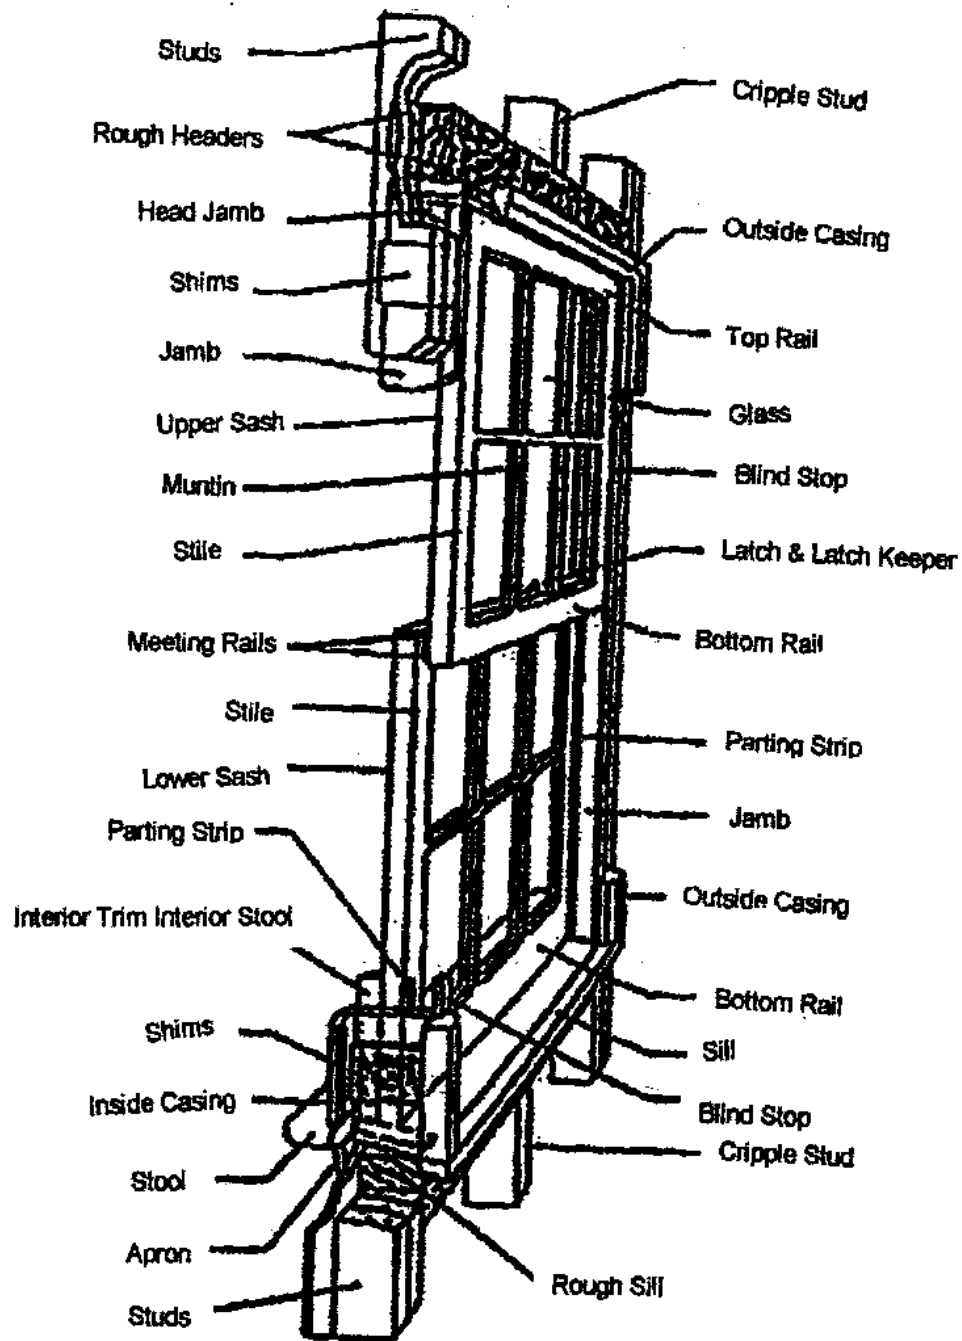 Studs
Cripple Stud
Rough Headers
Head Jamb
Outside Casing
Shims
Top Rail
Jamb
Glass
Upper Sash
Blind Stop
Muntin
Stile
Latch & Latch Keeper
Meeting Rails
Bottom Rail
Stile
Parting Strip
Lower Sash
Jamb
Parting Strip
Outside Casing
Interior Trim Interior Stool
Bottom Rail
Shims
Sill
Inside Casing
Blind Stop
Cripple Stud
Stool
Apron
Rough Sill
Studs